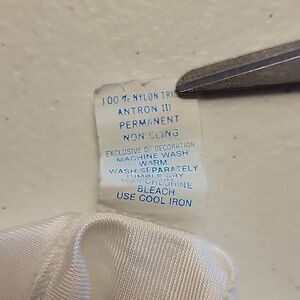 100% NYLON TRI
ANTRON III
PERMANENT
NON CLING
EXCLUSIVE OF DECORATION
MACHINE WASH
WARM
WASH SEPARATELY
TUMBLE DRY
CHLORINE
BLEACH
USE COOL IRON